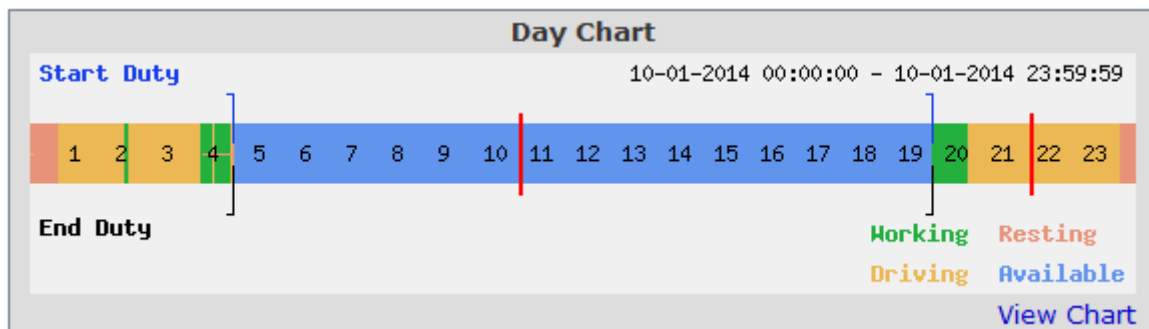 Day Chart
Start Duty 10-01-2014 00:00:00 - 10-01-2014 23:59:59
1 2 3 4 5 6 7 8 9 10 11 12 13 14 15 16 17 18 19 20 21 22 23
End Duty
Working Resting
Driving Available
View Chart